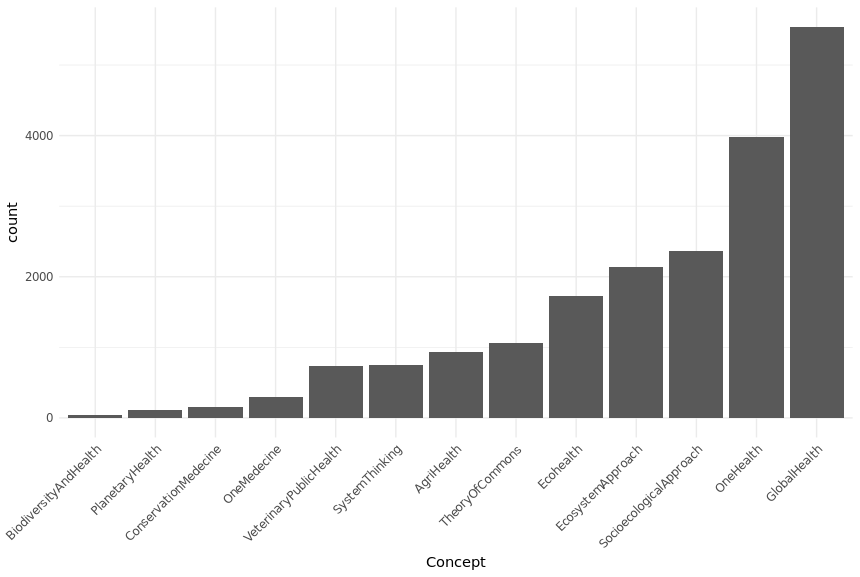 count
4000
2000
0
BiodiversityAndHealth
PlanetaryHealth
ConservationMedecine
OneMedecine
VeterinaryPublicHealth
SystemThinking
AgriHealth
TheoryOfCommons
Ecohealth
EcosystemApproach
SocioecologicalApproach
OneHealth
GlobalHealth
Concept